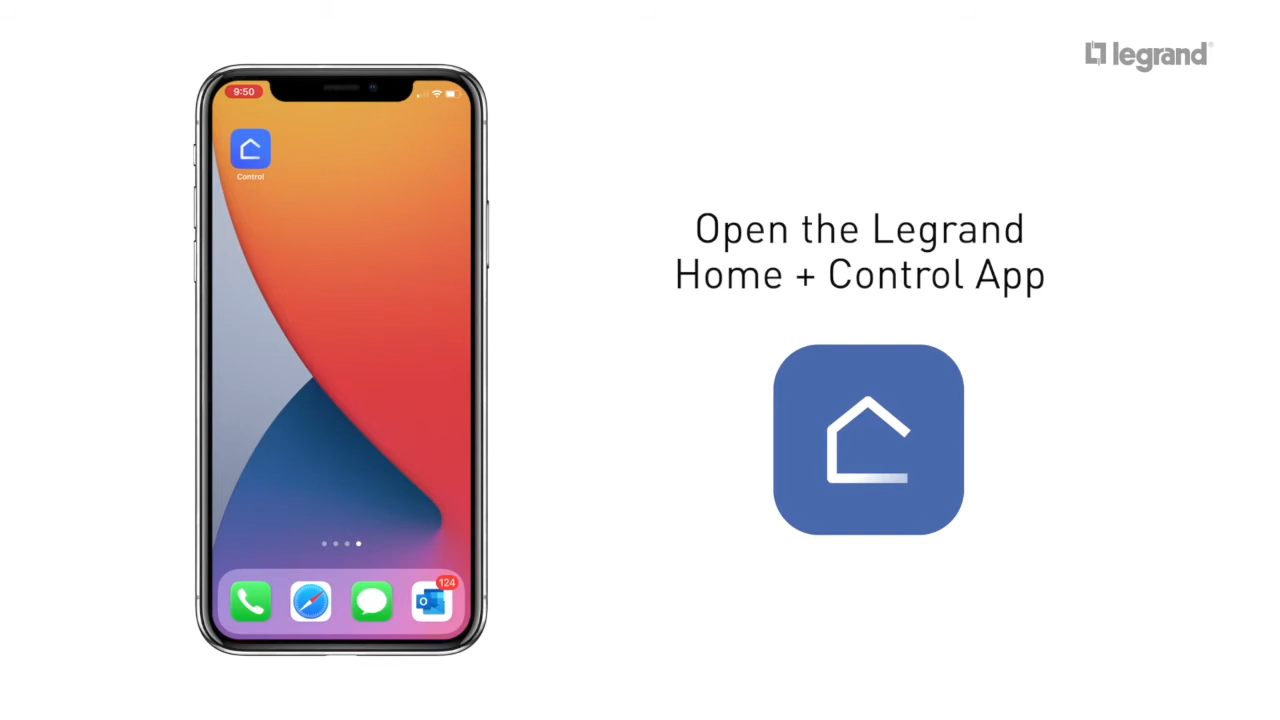 legrand®
9:50
Control
Open the Legrand
Home + Control App
124
O